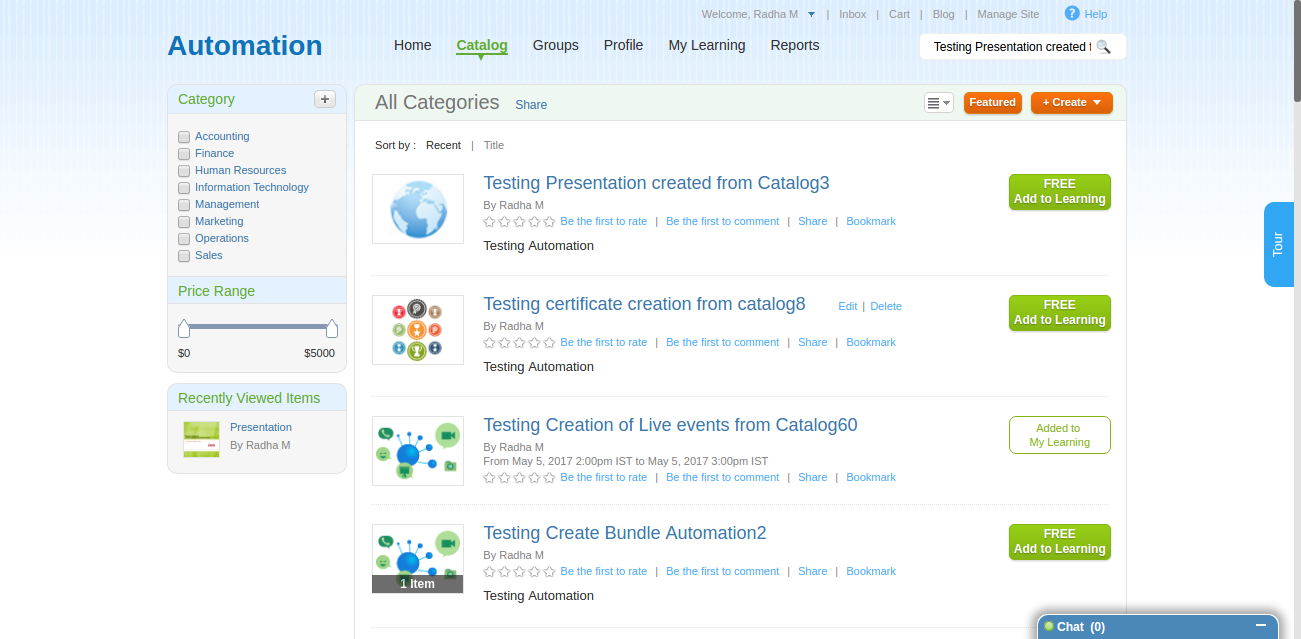 Welcome, Radha M | Inbox | Cart | Blog | Manage Site ? Help
Automation
Home Catalog Groups Profile My Learning Reports
Testing Presentation created
Category +
Accounting
Finance
Human Resources
Information Technology
Management
Marketing
Operations
Sales
Price Range
$0 $5000
Recently Viewed Items
Presentation
By Radha M
All Categories Share Featured + Create
Sort by : Recent | Title
Testing Presentation created from Catalog3
By Radha M
Be the first to rate | Be the first to comment | Share | Bookmark
Testing Automation
FREE
Add to Learning
Testing certificate creation from catalog8 Edit | Delete
By Radha M
Be the first to rate | Be the first to comment | Share | Bookmark
Testing Automation
FREE
Add to Learning
Testing Creation of Live events from Catalog60
By Radha M
From May 5, 2017 2:00pm IST to May 5, 2017 3:00pm IST
Be the first to rate | Be the first to comment | Share | Bookmark
Added to
My Learning
Testing Create Bundle Automation2
By Radha M
Be the first to rate | Be the first to comment | Share | Bookmark
Testing Automation
1 Item
FREE
Add to Learning
Tour
Chat (0)